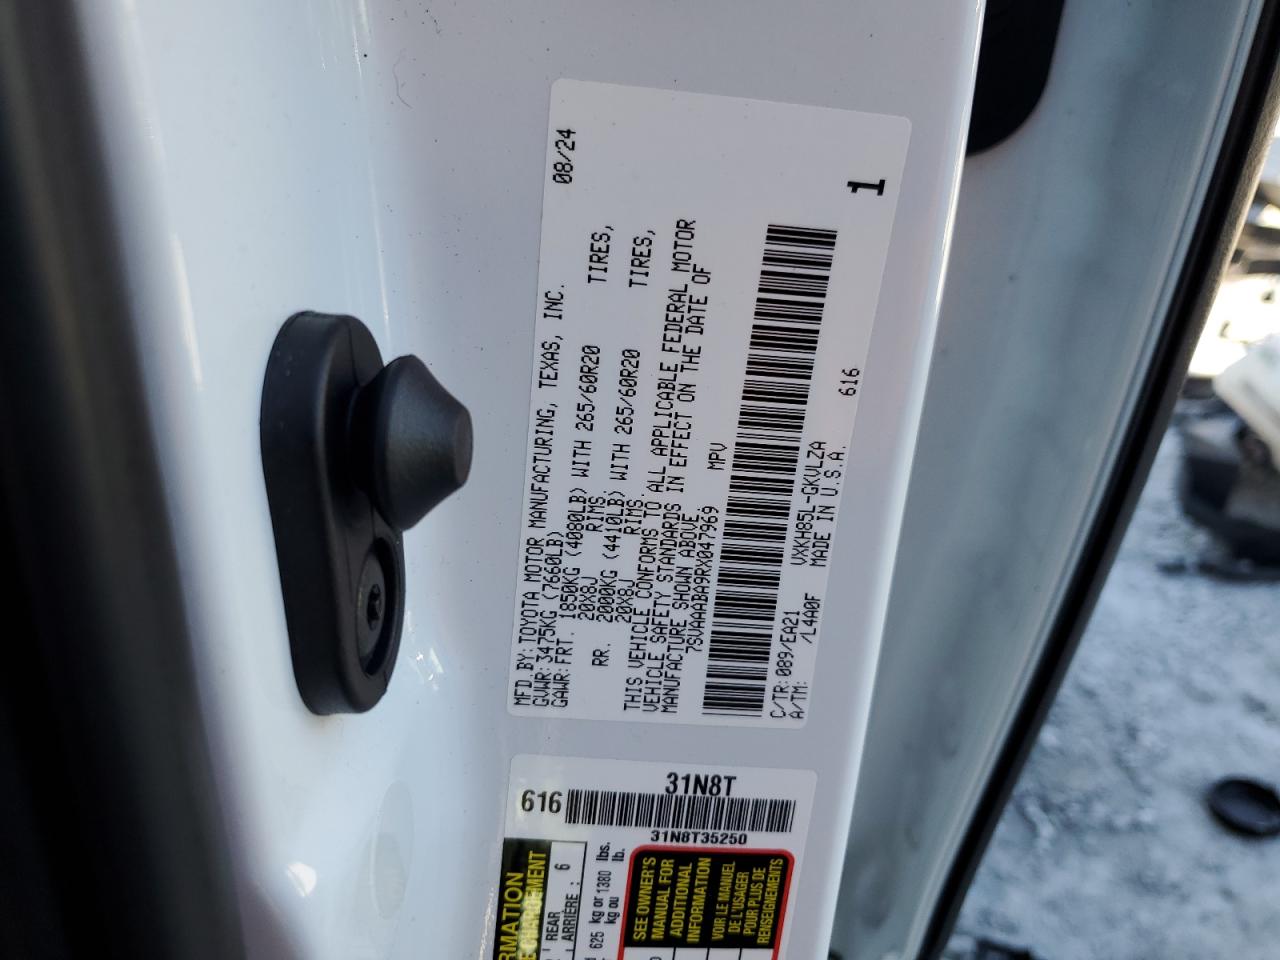 MFD.BY:TOYOTA MOTOR MANUFACTURING, TEXAS, INC. 08/24
GVWR:3475KG (7660LB)
GAWR:FRT. 1850KG (4080LB) WITH 265/60R20 TIRES,
20X8J RIMS.
RR. 2000KG (4410LB) WITH 265/60R20 TIRES,
20X8J RIMS.
THIS VEHICLE CONFORMS TO ALL APPLICABLE FEDERAL MOTOR
VEHICLE SAFETY STANDARDS IN EFFECT ON THE DATE OF
MANUFACTURE SHOWN ABOVE.
7SVAAABA9RX047969 MPV
C/TR:089/EA21 VXKH85L-GKVLZA
A/TM: /L4A0F MADE IN U.S.A.
616 1
31N8T
616
31N8T35250
RMATION
REAR
ARRIÈRE : 6
625 kg or 1380 lbs.
kg ou lb.
SEE OWNER'S
MANUAL FOR
ADDITIONAL
INFORMATION
VOIR LE MANUEL
DE L'USAGER
POUR PLUS DE
RENSEIGNEMENTS